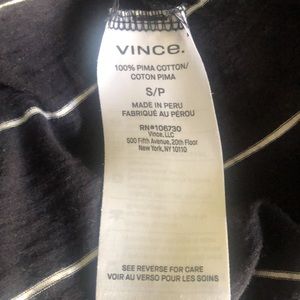 VINCE.
100% PIMA COTTON/
COTON PIMA
S/P
MADE IN PERU
FABRIQUÉ AU PÉROU
RN#106730
Vince, LLC
500 Fifth Avenue, 20th Floor
New York, NY 10110
SEE REVERSE FOR CARE
VOIR AU VERSO POUR LES SOINS